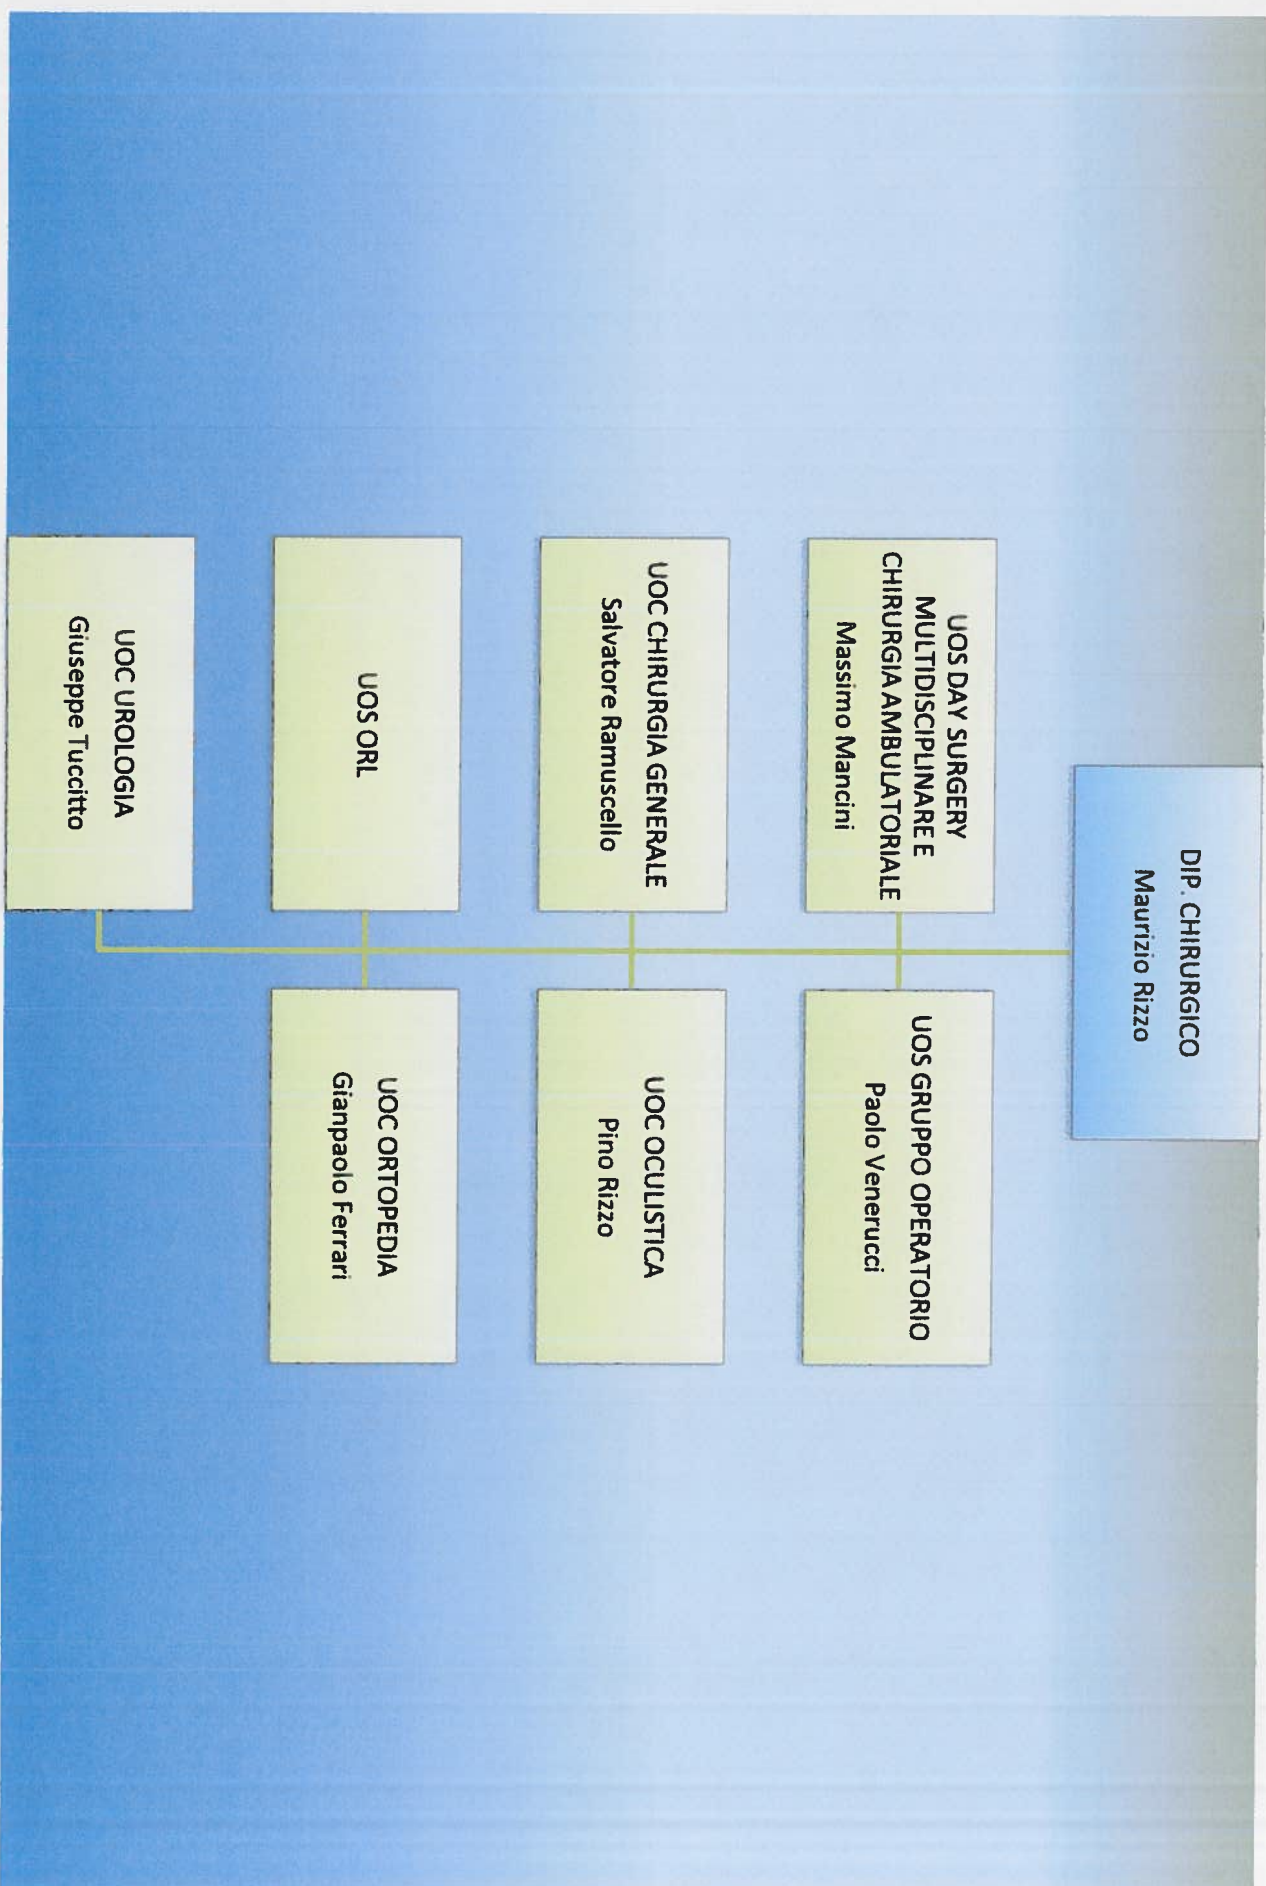 DIP. CHIRURGICO
Maurizio Rizzo
UOS DAY SURGERY
MULTIDISCIPLINARE E
CHIRURGIA AMBULATORIALE
Massimo Mancini
UOS GRUPPO OPERATORIO
Paolo Venerucci
UOC CHIRURGIA GENERALE
Salvatore Ramuscello
UOC OCULISTICA
Pino Rizzo
UOS ORL
UOC ORTOPEDIA
Gianpaolo Ferrari
UOC UROLOGIA
Giuseppe Tuccitto